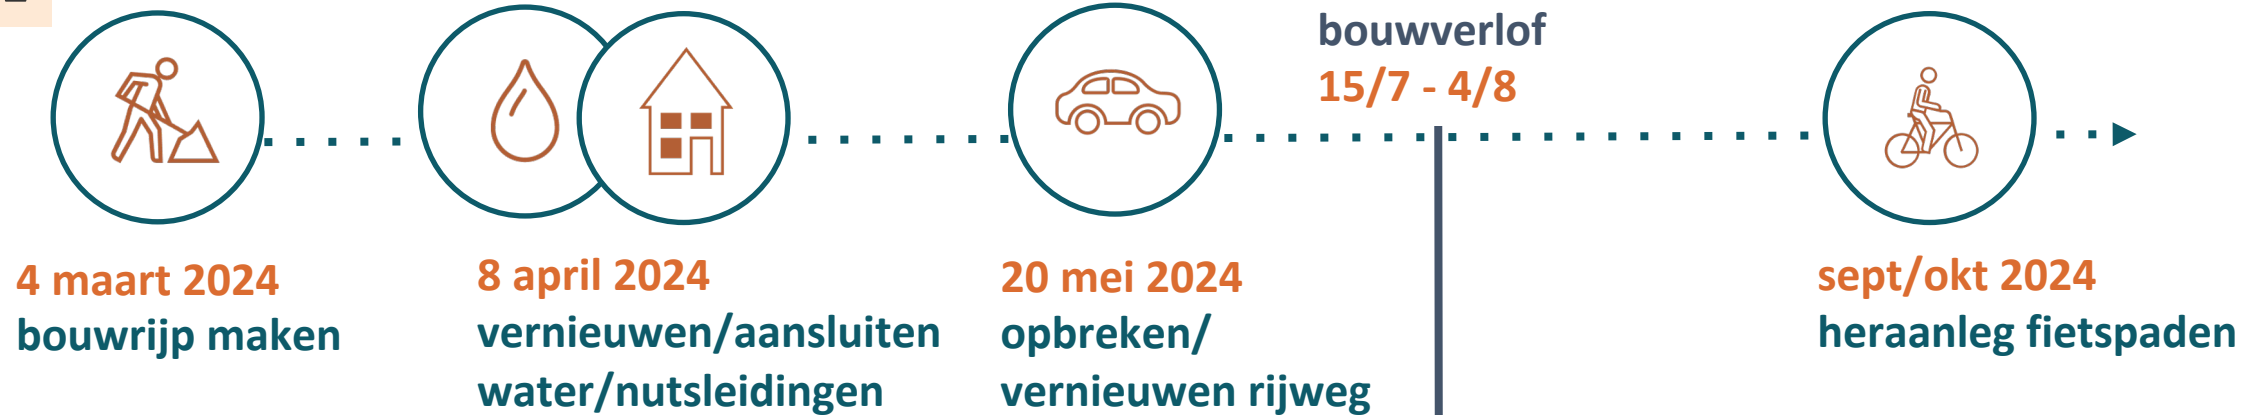 4 maart 2024
bouwrijp maken
8 april 2024
vernieuwen/aansluiten
water/nutsleidingen
20 mei 2024
opbreken/
vernieuwen rijweg
bouwverlof
15/7 - 4/8
sept/okt 2024
heraanleg fietspaden